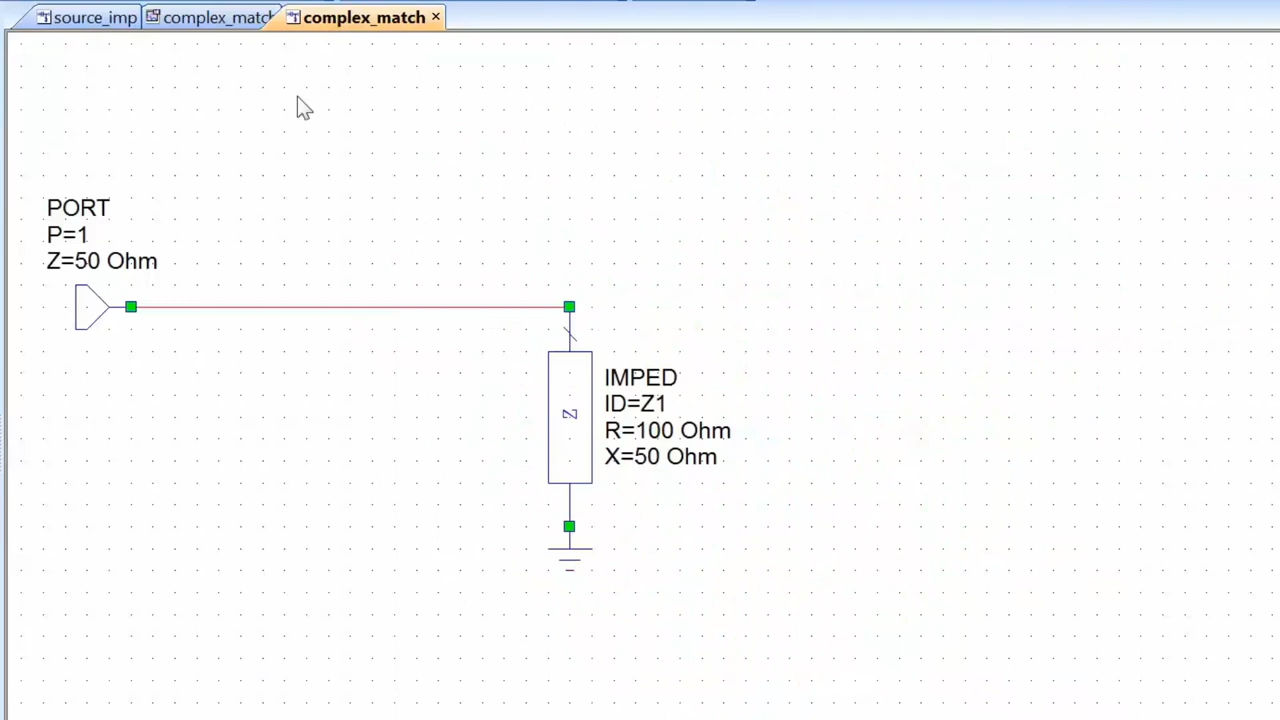 source_imp
complex_match
complex_match
PORT
P=1
Z=50 Ohm
Z
IMPED
ID=Z1
R=100 Ohm
X=50 Ohm